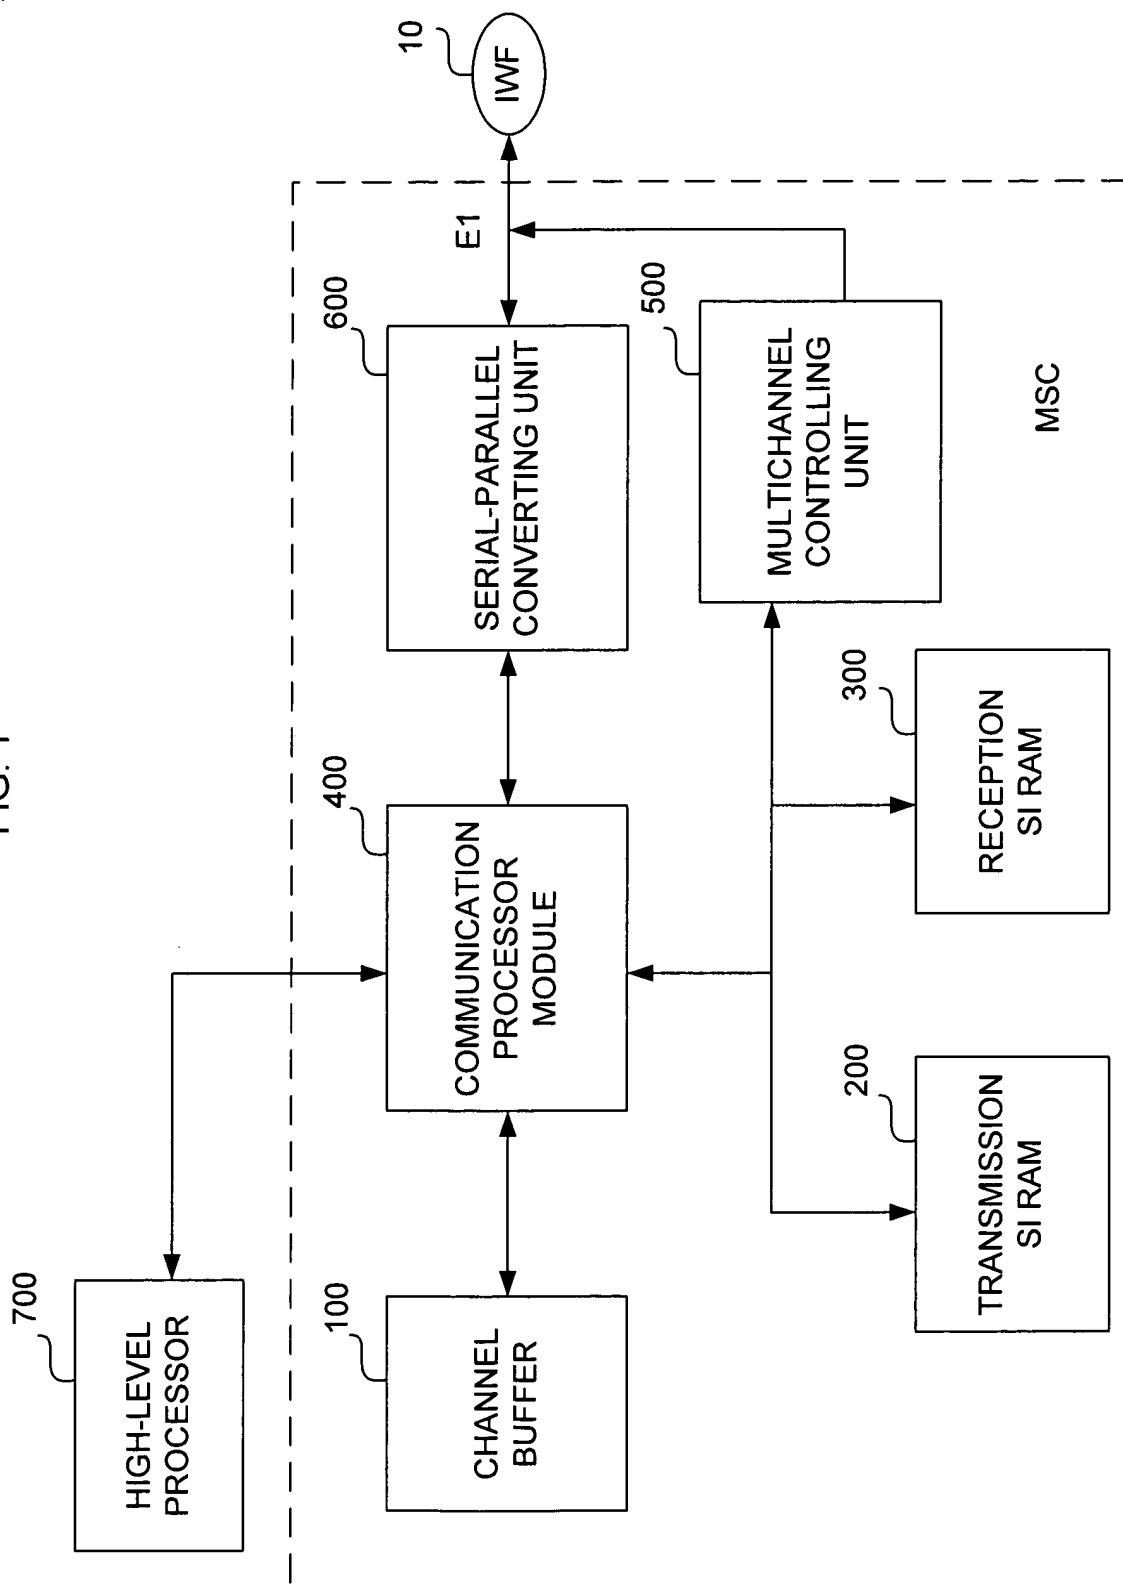 FIG. 1
700
HIGH-LEVEL
PROCESSOR
100
CHANNEL
BUFFER
400
COMMUNICATION
PROCESSOR
MODULE
600
SERIAL-PARALLEL
CONVERTING UNIT
E1
10
IWF
500
MULTICHANNEL
CONTROLLING
UNIT
200
TRANSMISSION
SI RAM
300
RECEPTION
SI RAM
MSC